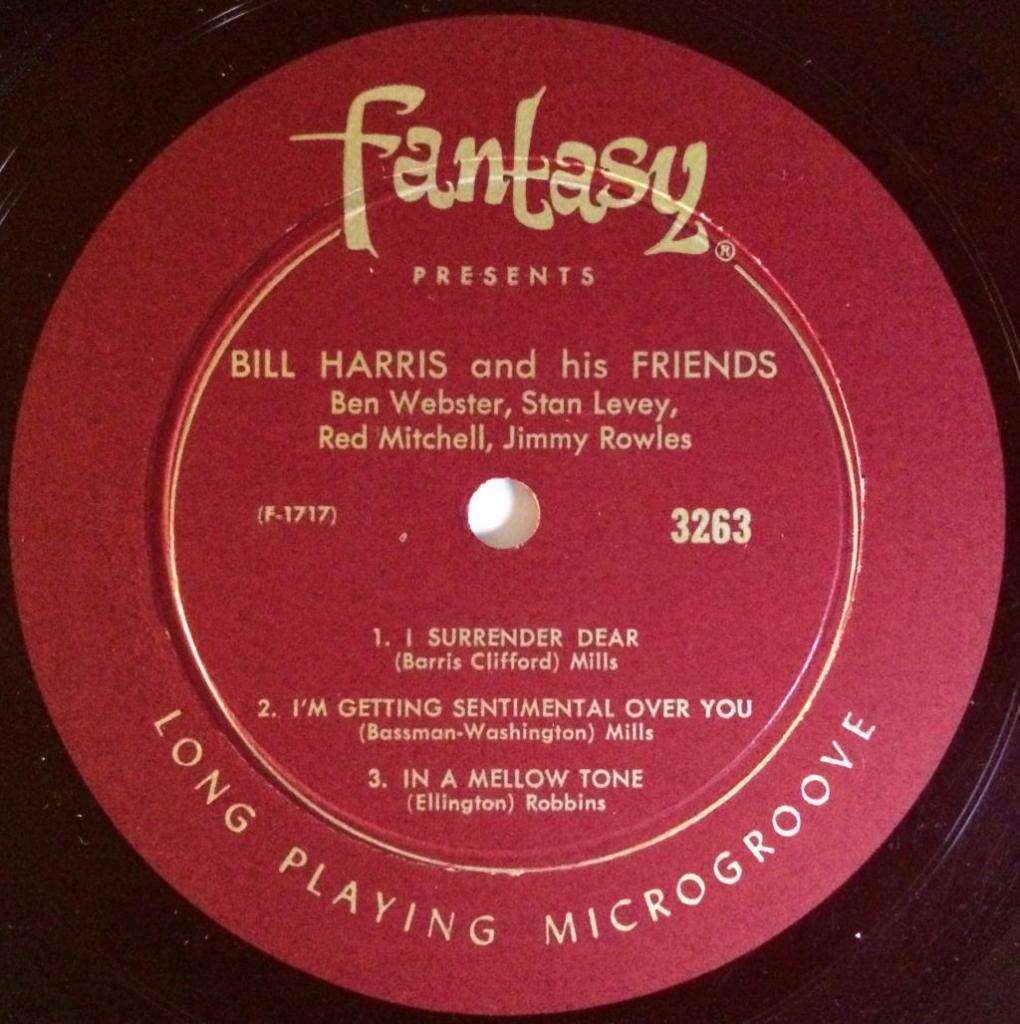 Fantasy®
PRESENTS
BILL HARRIS and his FRIENDS
Ben Webster, Stan Levey,
Red Mitchell, Jimmy Rowles
(F-1717) 3263
1. I SURRENDER DEAR
(Barris Clifford) Mills
2. I'M GETTING SENTIMENTAL OVER YOU
(Bassman-Washington) Mills
3. IN A MELLOW TONE
(Ellington) Robbins
LONG PLAYING MICROGROOVE